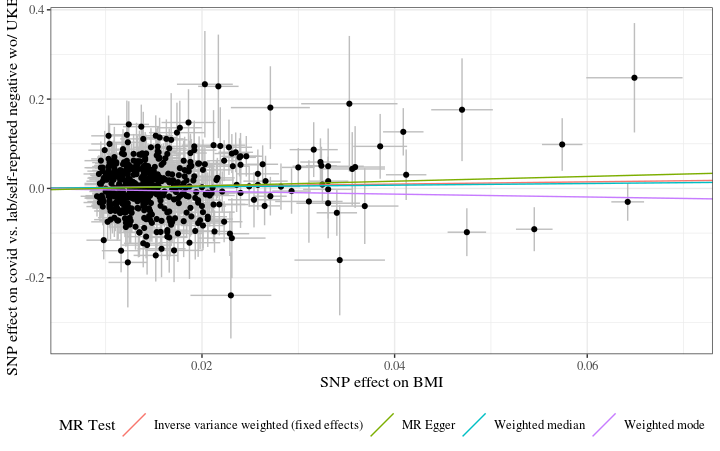 SNP effect on covid vs. lab/self-reported negative wo/ UKE
0.4
0.2
0.0
-0.2
0.02
0.04
0.06
SNP effect on BMI
MR Test
Inverse variance weighted (fixed effects)
MR Egger
Weighted median
Weighted mode